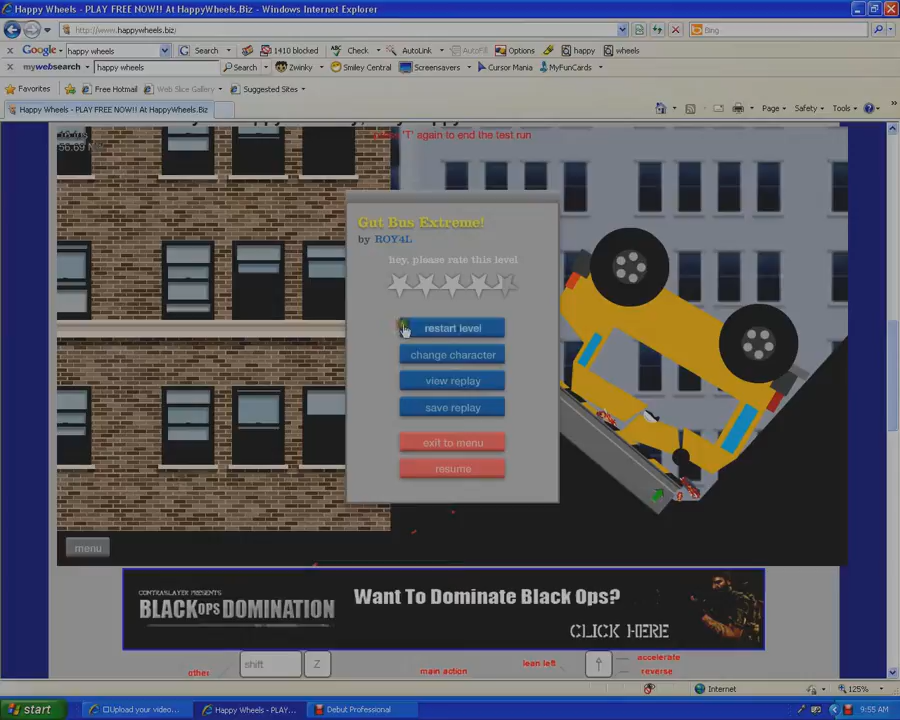 Happy Wheels - PLAY FREE NOW!! At HappyWheels.Biz - Windows Internet Explorer
http://www.happywheels.biz/
Bing
Google
happy wheels
Search
1410 blocked
Check
AutoLink
AutoFill
Options
happy
wheels
mywebsearch
happy wheels
Search
Zwinky
Smiley Central
Screensavers
Cursor Mania
MyFunCards
Favorites
Free Hotmail
Web Slice Gallery
Suggested Sites
Happy Wheels - PLAY FREE NOW!! At HappyWheels.Biz
Page
Safety
Tools
'T' again to end the test run
Gut Bus Extreme!
by ROY4L
hey, please rate this level
restart level
change character
view replay
save replay
exit to menu
resume
menu
CONTRASLAYER PRESENTS
BLACK OPS DOMINATION
Want To Dominate Black Ops?
CLICK HERE
other
shift
Z
main action
lean left
accelerate
reverse
Internet
125%
start
Upload your video...
Happy Wheels - PLAY...
Debut Professional
9:55 AM